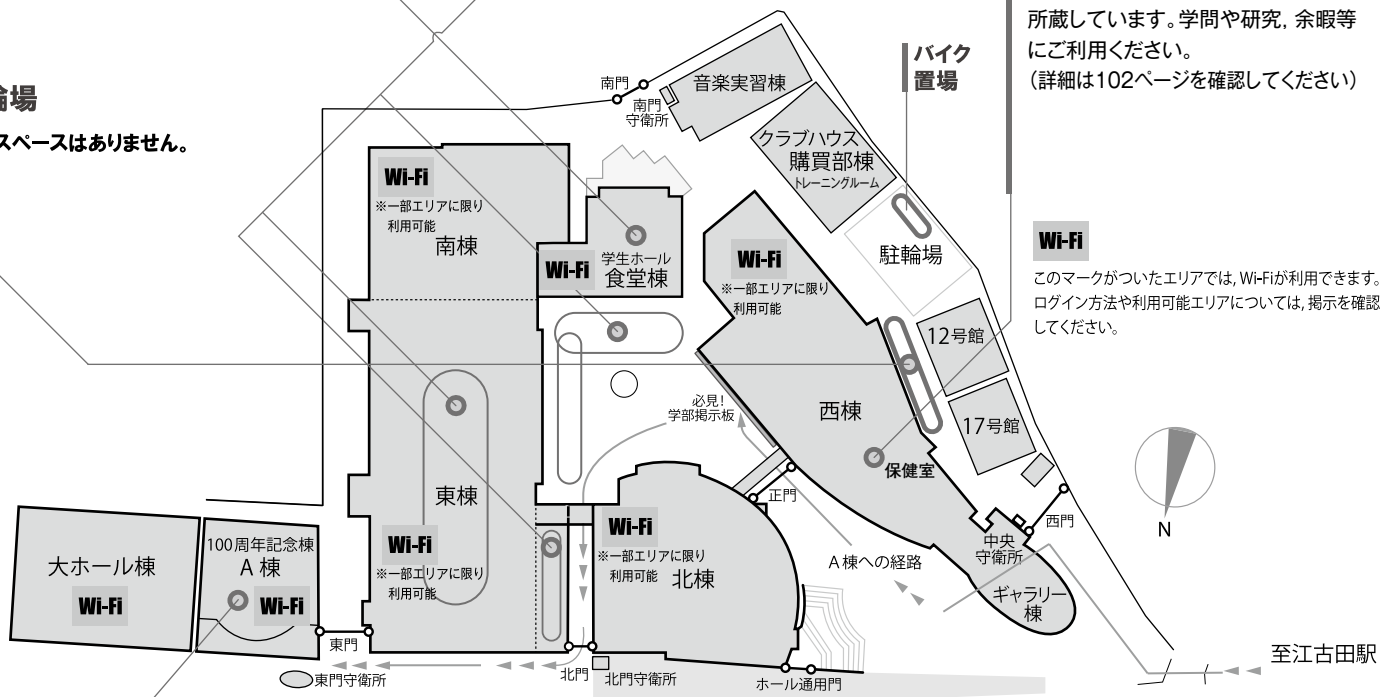 所蔵しています。学問や研究, 余暇等
にご利用ください。
(詳細は102ページを確認してください)
バイク
置場
輪場
スペースはありません。
南門
南門
守衛所
音楽実習棟
クラブハウス
購買部棟
トレーニングルーム
駐輪場
Wi-Fi
※一部エリアに限り
利用可能
南棟
Wi-Fi
学生ホール
食堂棟
Wi-Fi
※一部エリアに限り
利用可能
Wi-Fi
このマークがついたエリアでは, Wi-Fiが利用できます。
ログイン方法や利用可能エリアについては, 掲示を確認
してください。
12号館
17号館
必見!
学部掲示板
西棟
保健室
正門
西門
中央
守衛所
ギャラリー
棟
A棟への経路
N
東棟
Wi-Fi
※一部エリアに限り
利用可能
Wi-Fi
※一部エリアに限り
利用可能
北棟
大ホール棟
Wi-Fi
100周年記念棟
A棟
Wi-Fi
東門
東門守衛所
北門
北門守衛所
ホール通用門
至江古田駅